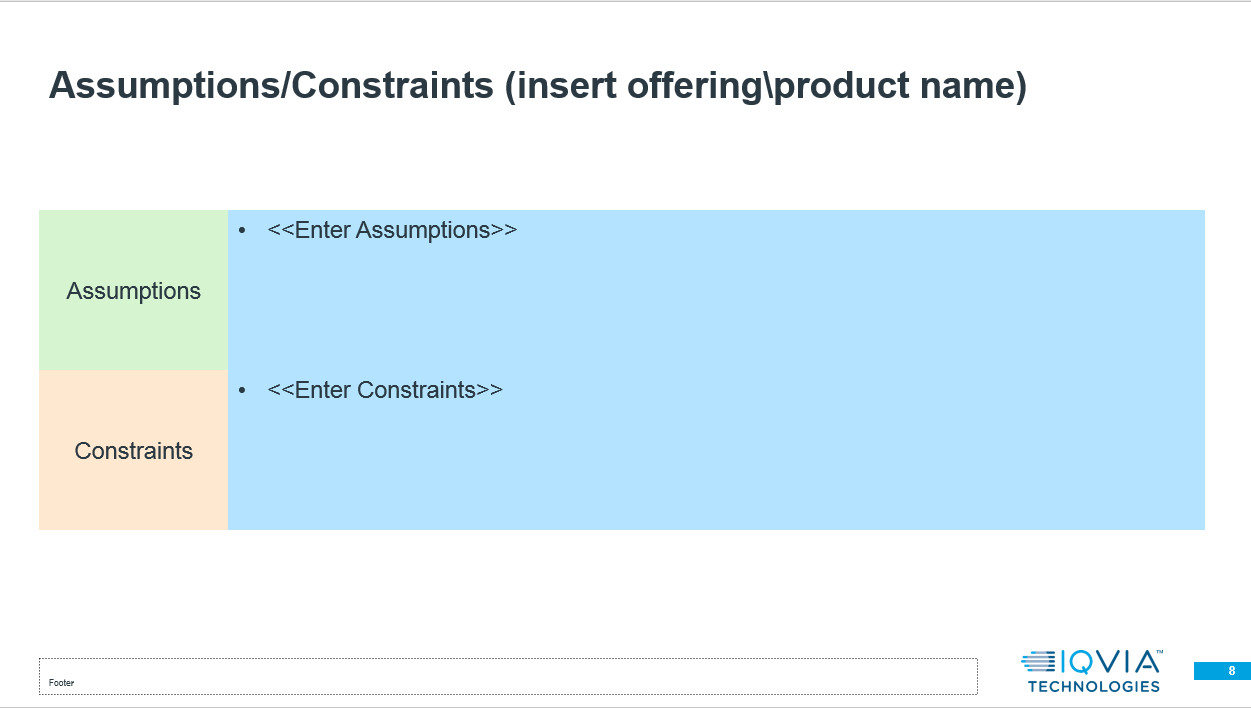 Assumptions/Constraints (insert offering\product name)
Assumptions
• <<Enter Assumptions>>
Constraints
• <<Enter Constraints>>
Footer
IQVIA™
TECHNOLOGIES
8